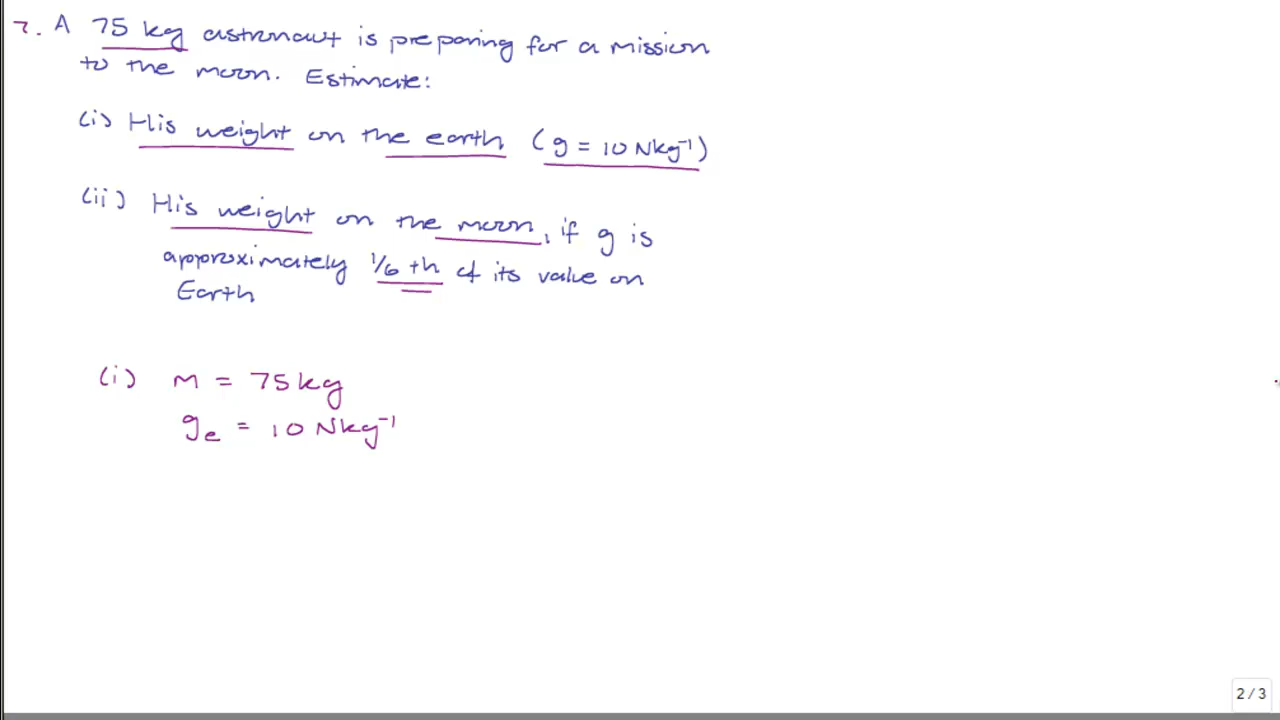 7. A 75 kg astronaut is preparing for a mission
to the moon. Estimate:
(i) His weight on the earth (g = 10 Nkg⁻¹)
(ii) His weight on the moon, if g is
approximately 1/6 th of its value on
Earth
(i) m = 75 kg
gₑ = 10 Nkg⁻¹
2 / 3